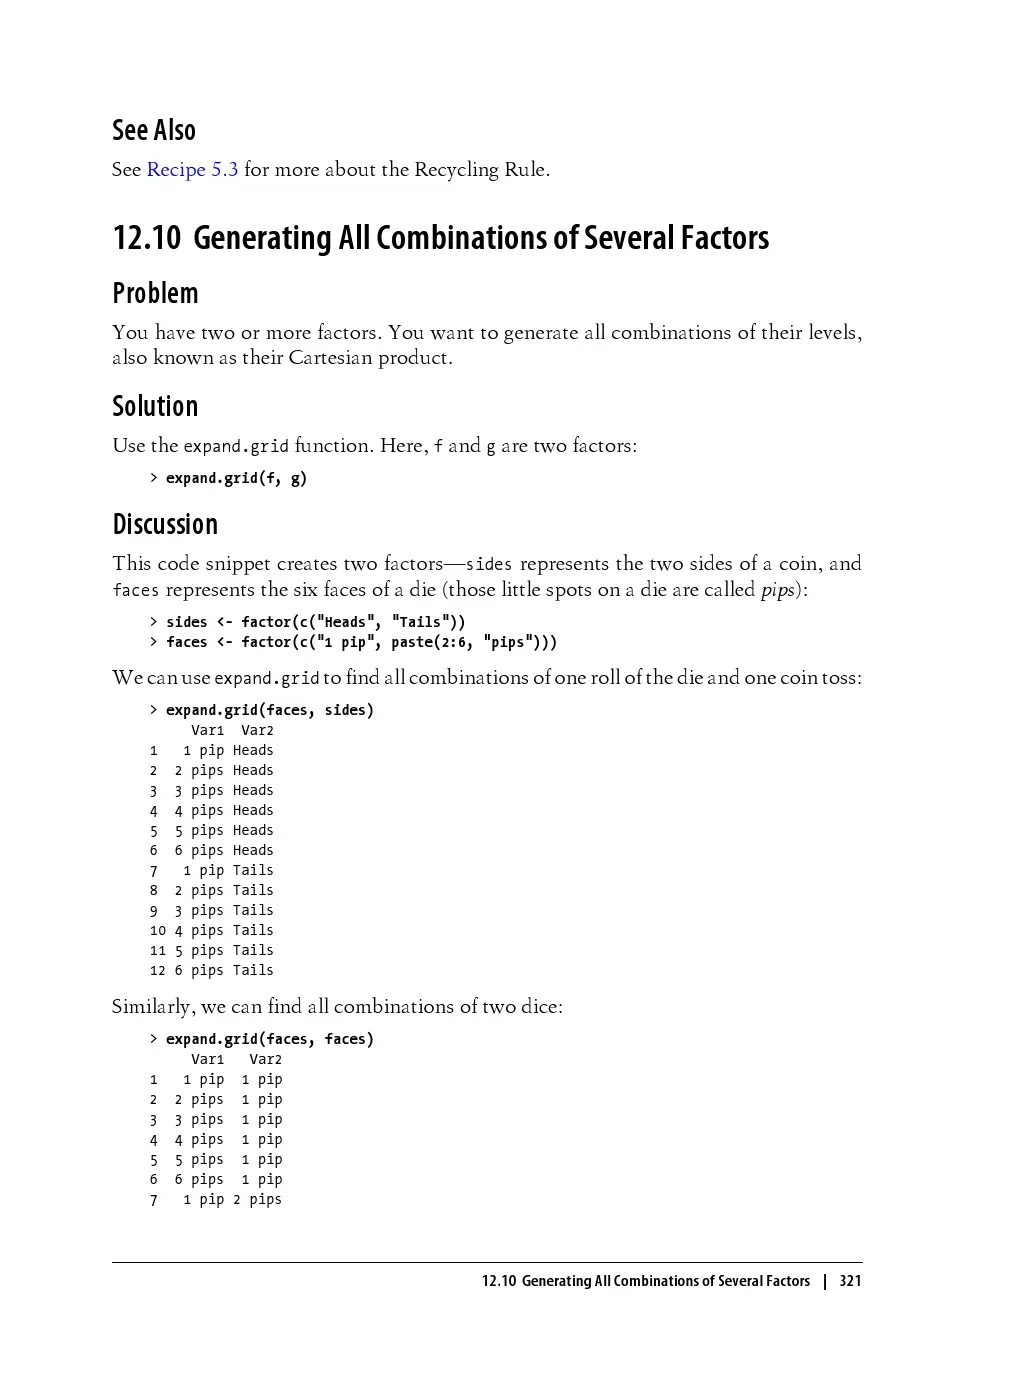 See Also
See Recipe 5.3 for more about the Recycling Rule.
12.10 Generating All Combinations of Several Factors
Problem
You have two or more factors. You want to generate all combinations of their levels,
also known as their Cartesian product.
Solution
Use the expand.grid function. Here, f and g are two factors:
> expand.grid(f, g)
Discussion
This code snippet creates two factors—sides represents the two sides of a coin, and
faces represents the six faces of a die (those little spots on a die are called pips):
> sides <- factor(c("Heads", "Tails"))
> faces <- factor(c("1 pip", paste(2:6, "pips")))
We can use expand.grid to find all combinations of one roll of the die and one coin toss:
> expand.grid(faces, sides)
     Var1  Var2
1   1 pip Heads
2  2 pips Heads
3  3 pips Heads
4  4 pips Heads
5  5 pips Heads
6  6 pips Heads
7   1 pip Tails
8  2 pips Tails
9  3 pips Tails
10 4 pips Tails
11 5 pips Tails
12 6 pips Tails
Similarly, we can find all combinations of two dice:
> expand.grid(faces, faces)
     Var1   Var2
1   1 pip  1 pip
2  2 pips  1 pip
3  3 pips  1 pip
4  4 pips  1 pip
5  5 pips  1 pip
6  6 pips  1 pip
7   1 pip 2 pips
12.10 Generating All Combinations of Several Factors | 321